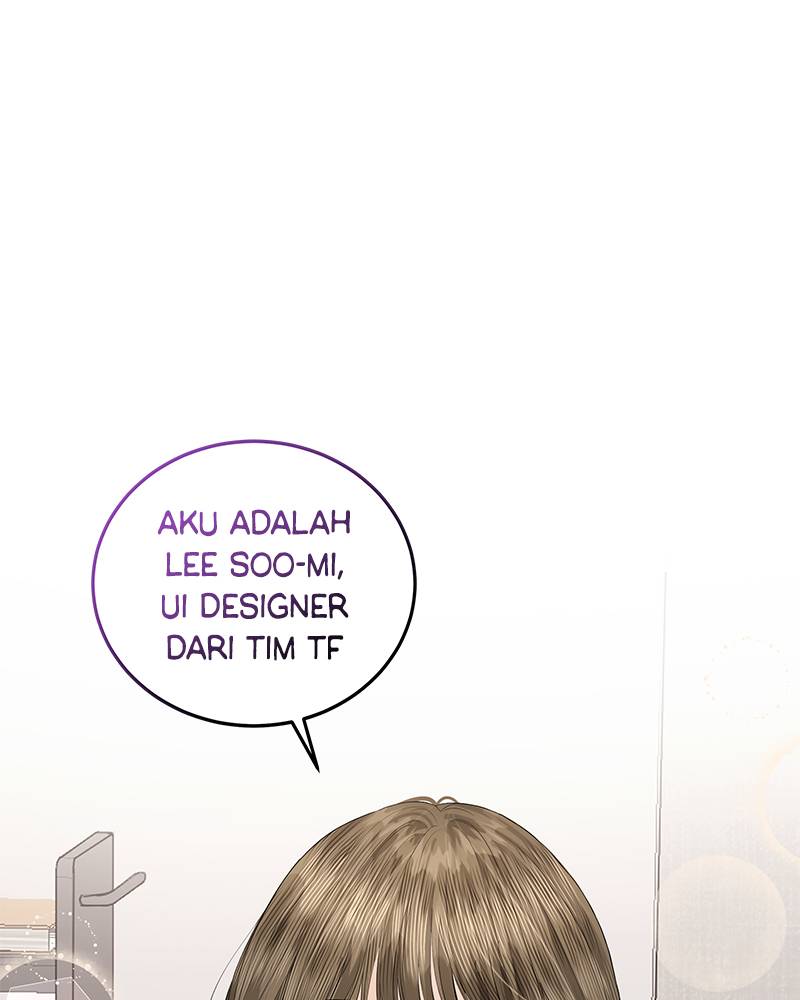 AKU ADALAH
LEE SOO-MI,
UI DESIGNER
DARI TIM TF